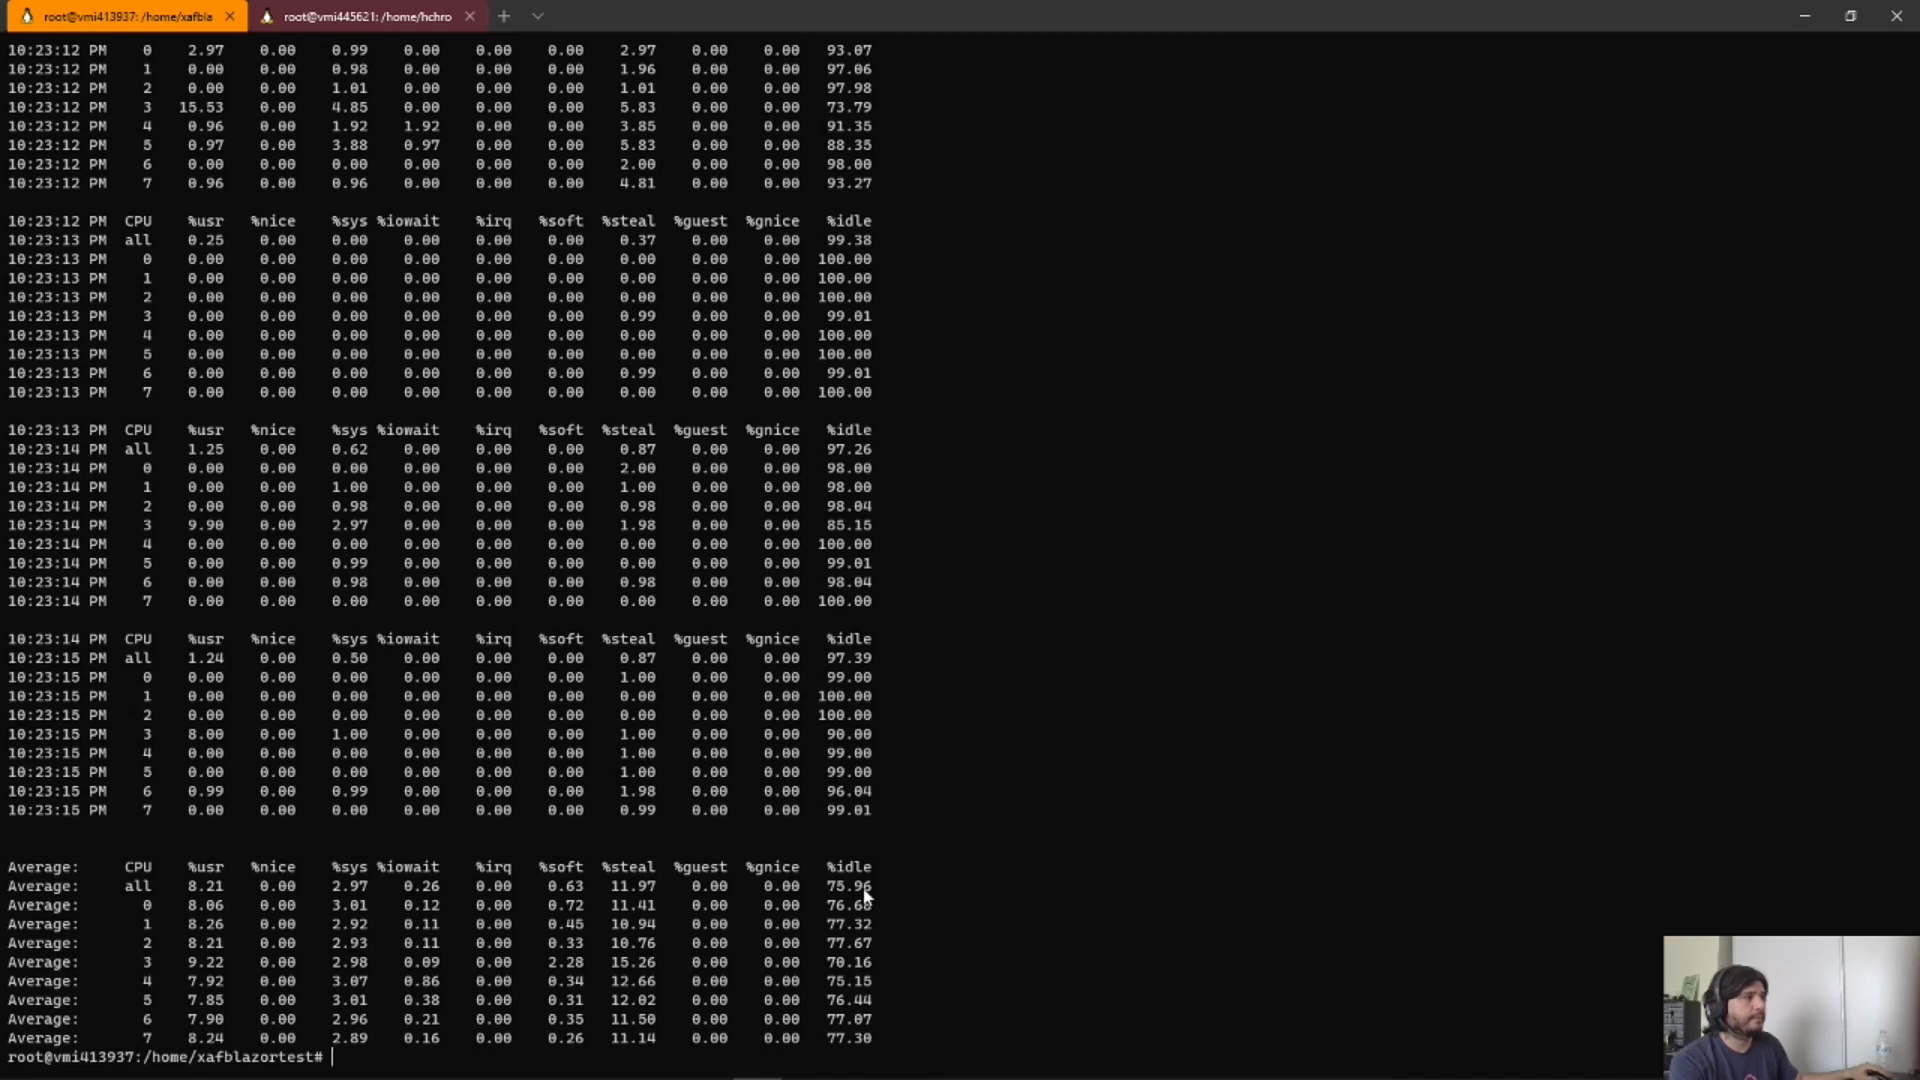 root@vmi413937: /home/xafbla
root@vmi445621: /home/hchro
10:23:12 PM 0 2.97 0.00 0.99 0.00 0.00 0.00 2.97 0.00 0.00 93.07
10:23:12 PM 1 0.00 0.00 0.98 0.00 0.00 0.00 1.96 0.00 0.00 97.06
10:23:12 PM 2 0.00 0.00 1.01 0.00 0.00 0.00 1.01 0.00 0.00 97.98
10:23:12 PM 3 15.53 0.00 4.85 0.00 0.00 0.00 5.83 0.00 0.00 73.79
10:23:12 PM 4 0.96 0.00 1.92 1.92 0.00 0.00 3.85 0.00 0.00 91.35
10:23:12 PM 5 0.97 0.00 3.88 0.97 0.00 0.00 5.83 0.00 0.00 88.35
10:23:12 PM 6 0.00 0.00 0.00 0.00 0.00 0.00 2.00 0.00 0.00 98.00
10:23:12 PM 7 0.96 0.00 0.96 0.00 0.00 0.00 4.81 0.00 0.00 93.27
10:23:12 PM CPU %usr %nice %sys %iowait %irq %soft %steal %guest %gnice %idle
10:23:13 PM all 0.25 0.00 0.00 0.00 0.00 0.00 0.37 0.00 0.00 99.38
10:23:13 PM 0 0.00 0.00 0.00 0.00 0.00 0.00 0.00 0.00 0.00 100.00
10:23:13 PM 1 0.00 0.00 0.00 0.00 0.00 0.00 0.00 0.00 0.00 100.00
10:23:13 PM 2 0.00 0.00 0.00 0.00 0.00 0.00 0.00 0.00 0.00 100.00
10:23:13 PM 3 0.00 0.00 0.00 0.00 0.00 0.00 0.99 0.00 0.00 99.01
10:23:13 PM 4 0.00 0.00 0.00 0.00 0.00 0.00 0.00 0.00 0.00 100.00
10:23:13 PM 5 0.00 0.00 0.00 0.00 0.00 0.00 0.00 0.00 0.00 100.00
10:23:13 PM 6 0.00 0.00 0.00 0.00 0.00 0.00 0.99 0.00 0.00 99.01
10:23:13 PM 7 0.00 0.00 0.00 0.00 0.00 0.00 0.00 0.00 0.00 100.00
10:23:13 PM CPU %usr %nice %sys %iowait %irq %soft %steal %guest %gnice %idle
10:23:14 PM all 1.25 0.00 0.62 0.00 0.00 0.00 0.87 0.00 0.00 97.26
10:23:14 PM 0 0.00 0.00 0.00 0.00 0.00 0.00 2.00 0.00 0.00 98.00
10:23:14 PM 1 0.00 0.00 1.00 0.00 0.00 0.00 1.00 0.00 0.00 98.00
10:23:14 PM 2 0.00 0.00 0.98 0.00 0.00 0.00 0.98 0.00 0.00 98.04
10:23:14 PM 3 9.90 0.00 2.97 0.00 0.00 0.00 1.98 0.00 0.00 85.15
10:23:14 PM 4 0.00 0.00 0.00 0.00 0.00 0.00 0.00 0.00 0.00 100.00
10:23:14 PM 5 0.00 0.00 0.99 0.00 0.00 0.00 0.00 0.00 0.00 99.01
10:23:14 PM 6 0.00 0.00 0.98 0.00 0.00 0.00 0.98 0.00 0.00 98.04
10:23:14 PM 7 0.00 0.00 0.00 0.00 0.00 0.00 0.00 0.00 0.00 100.00
10:23:14 PM CPU %usr %nice %sys %iowait %irq %soft %steal %guest %gnice %idle
10:23:15 PM all 1.24 0.00 0.50 0.00 0.00 0.00 0.87 0.00 0.00 97.39
10:23:15 PM 0 0.00 0.00 0.00 0.00 0.00 0.00 1.00 0.00 0.00 99.00
10:23:15 PM 1 0.00 0.00 0.00 0.00 0.00 0.00 0.00 0.00 0.00 100.00
10:23:15 PM 2 0.00 0.00 0.00 0.00 0.00 0.00 0.00 0.00 0.00 100.00
10:23:15 PM 3 8.00 0.00 1.00 0.00 0.00 0.00 1.00 0.00 0.00 90.00
10:23:15 PM 4 0.00 0.00 0.00 0.00 0.00 0.00 1.00 0.00 0.00 99.00
10:23:15 PM 5 0.00 0.00 0.00 0.00 0.00 0.00 1.00 0.00 0.00 99.00
10:23:15 PM 6 0.99 0.00 0.99 0.00 0.00 0.00 1.98 0.00 0.00 96.04
10:23:15 PM 7 0.00 0.00 0.00 0.00 0.00 0.00 0.99 0.00 0.00 99.01
Average: CPU %usr %nice %sys %iowait %irq %soft %steal %guest %gnice %idle
Average: all 8.21 0.00 2.97 0.26 0.00 0.63 11.97 0.00 0.00 75.96
Average: 0 8.06 0.00 3.01 0.12 0.00 0.72 11.41 0.00 0.00 76.68
Average: 1 8.26 0.00 2.92 0.11 0.00 0.45 10.94 0.00 0.00 77.32
Average: 2 8.21 0.00 2.93 0.11 0.00 0.33 10.76 0.00 0.00 77.67
Average: 3 9.22 0.00 2.98 0.09 0.00 2.28 15.26 0.00 0.00 70.16
Average: 4 7.92 0.00 3.07 0.86 0.00 0.34 12.66 0.00 0.00 75.15
Average: 5 7.85 0.00 3.01 0.38 0.00 0.31 12.02 0.00 0.00 76.44
Average: 6 7.90 0.00 2.96 0.21 0.00 0.35 11.50 0.00 0.00 77.07
Average: 7 8.24 0.00 2.89 0.16 0.00 0.26 11.14 0.00 0.00 77.30
root@vmi413937:/home/xafblazortest#